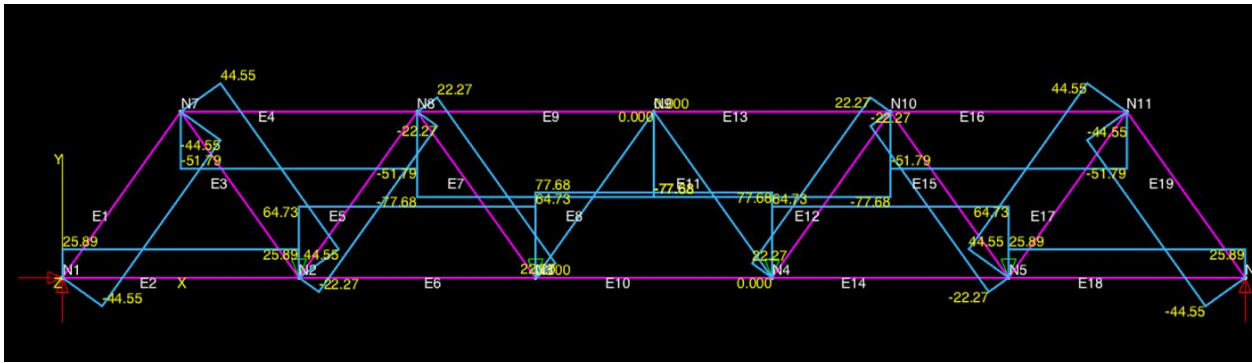 44.55
44.55
22.27
22.27
N7
E4
N8
E9
N9
0.000
0.000
E13
N10
E16
N11
-22.27
-22.27
-44.55
-44.55
-51.79
-51.79
-51.79
-51.79
Y
E3
E7
E11
E15
E19
77.68
-77.68
77.68
-77.68
-77.68
64.73
64.73
64.73
64.73
E1
E5
E8
E12
E17
25.89
25.89
44.55
22.27
44.55
25.89
25.89
N1
N2
N4
N5
N
Z
E2
X
E6
E10
0.000
E14
E18
-44.55
-22.27
-22.27
-44.55